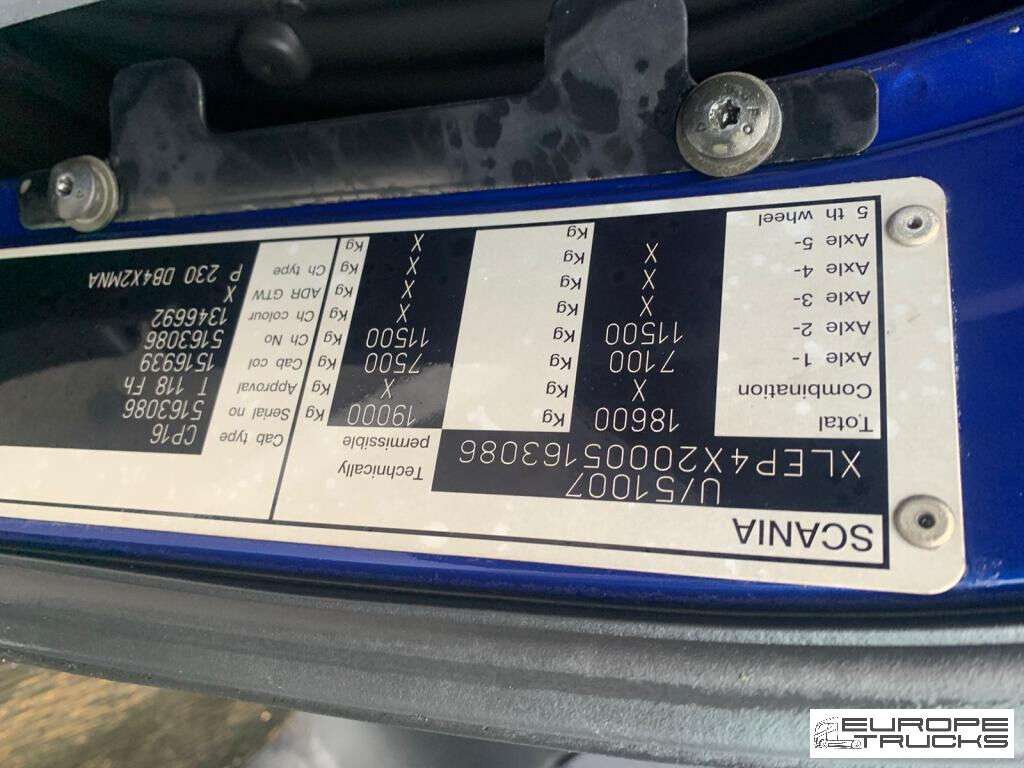 SCANIA
U/51007
XLEP4X20005163086
Technically permissible
Total 18600 Kg 19000 Kg
Combination X Kg X Kg
Axle 1- 7100 Kg 7500 Kg
Axle 2- 11500 Kg 11500 Kg
Axle 3- X Kg X Kg
Axle 4- X Kg X Kg
Axle 5- X Kg X Kg
5 th wheel
Cab type CP16
Serial no 5163086
Approval T 118 Fh
Cab col 1516939
Ch No 5163086
Ch colour 1346692
ADR GTW X
Ch type P 230 DB4X2MNA
EUROPE
TRUCKS